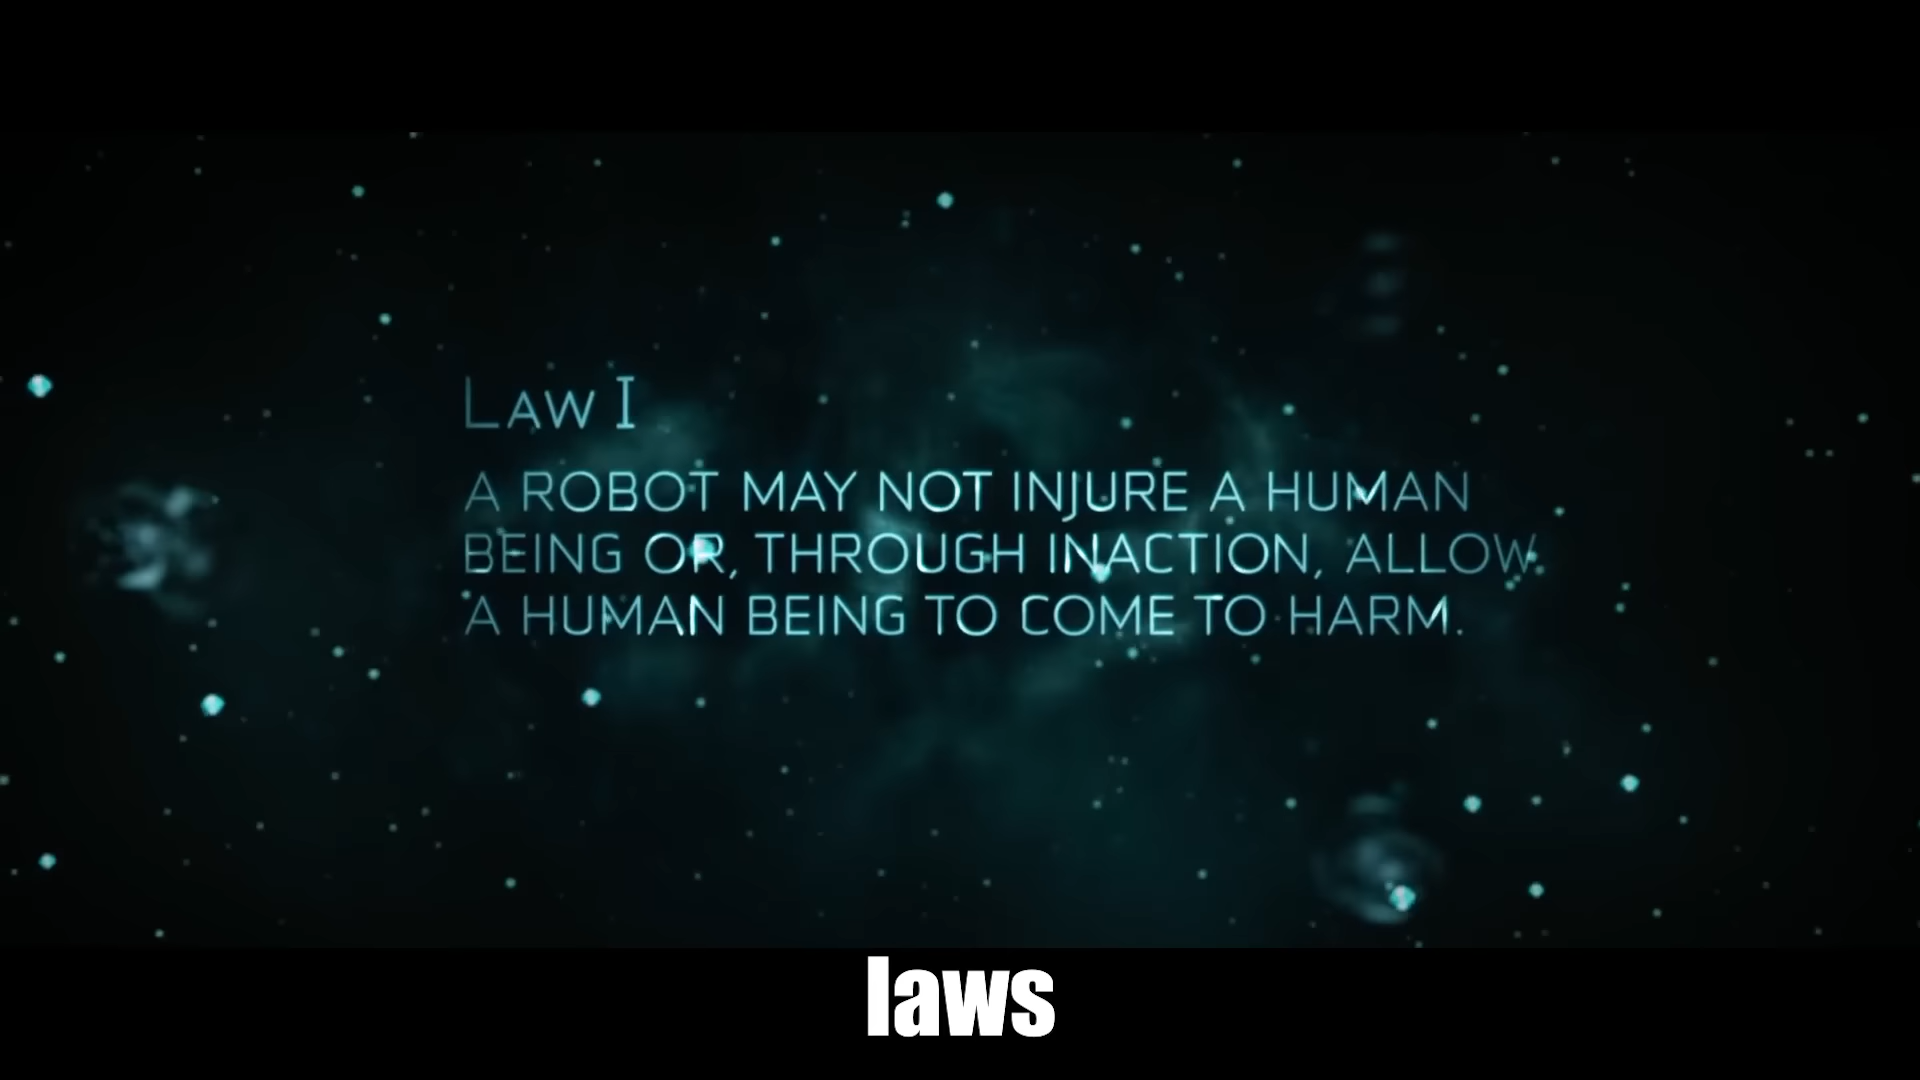 Law I
A ROBOT MAY NOT INJURE A HUMAN
BEING OR, THROUGH INACTION, ALLOW
A HUMAN BEING TO COME TO HARM.
laws